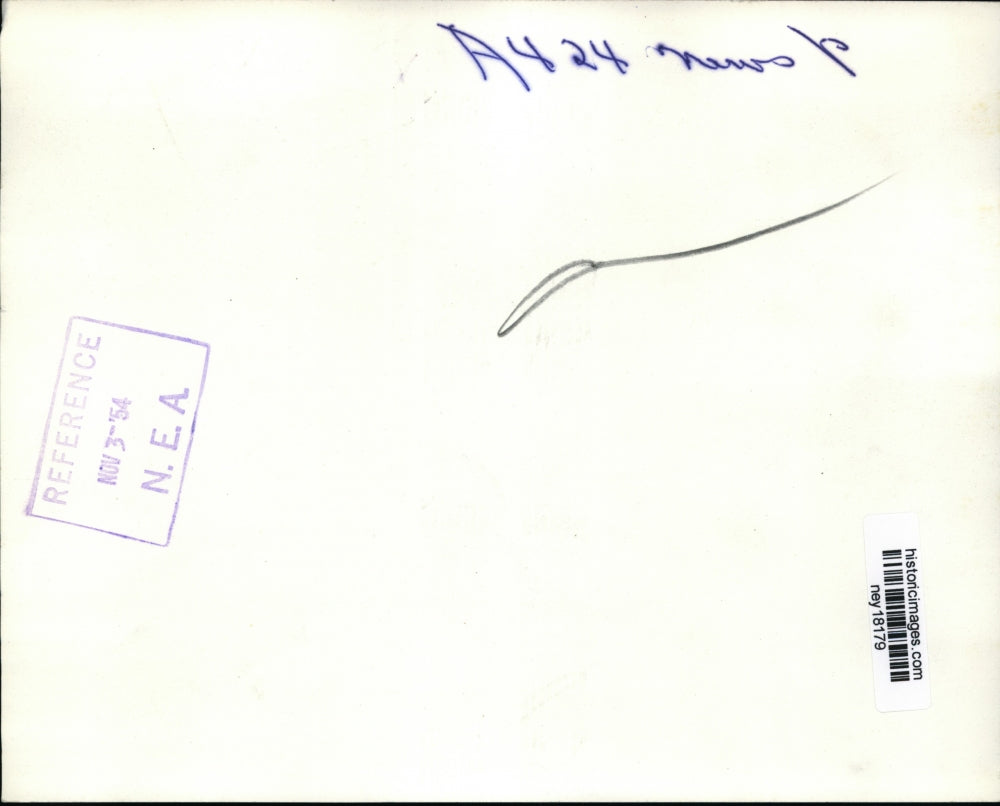 A424 News
REFERENCE
NOV 3-'54
N. E. A.
historicimages.com
ney18179